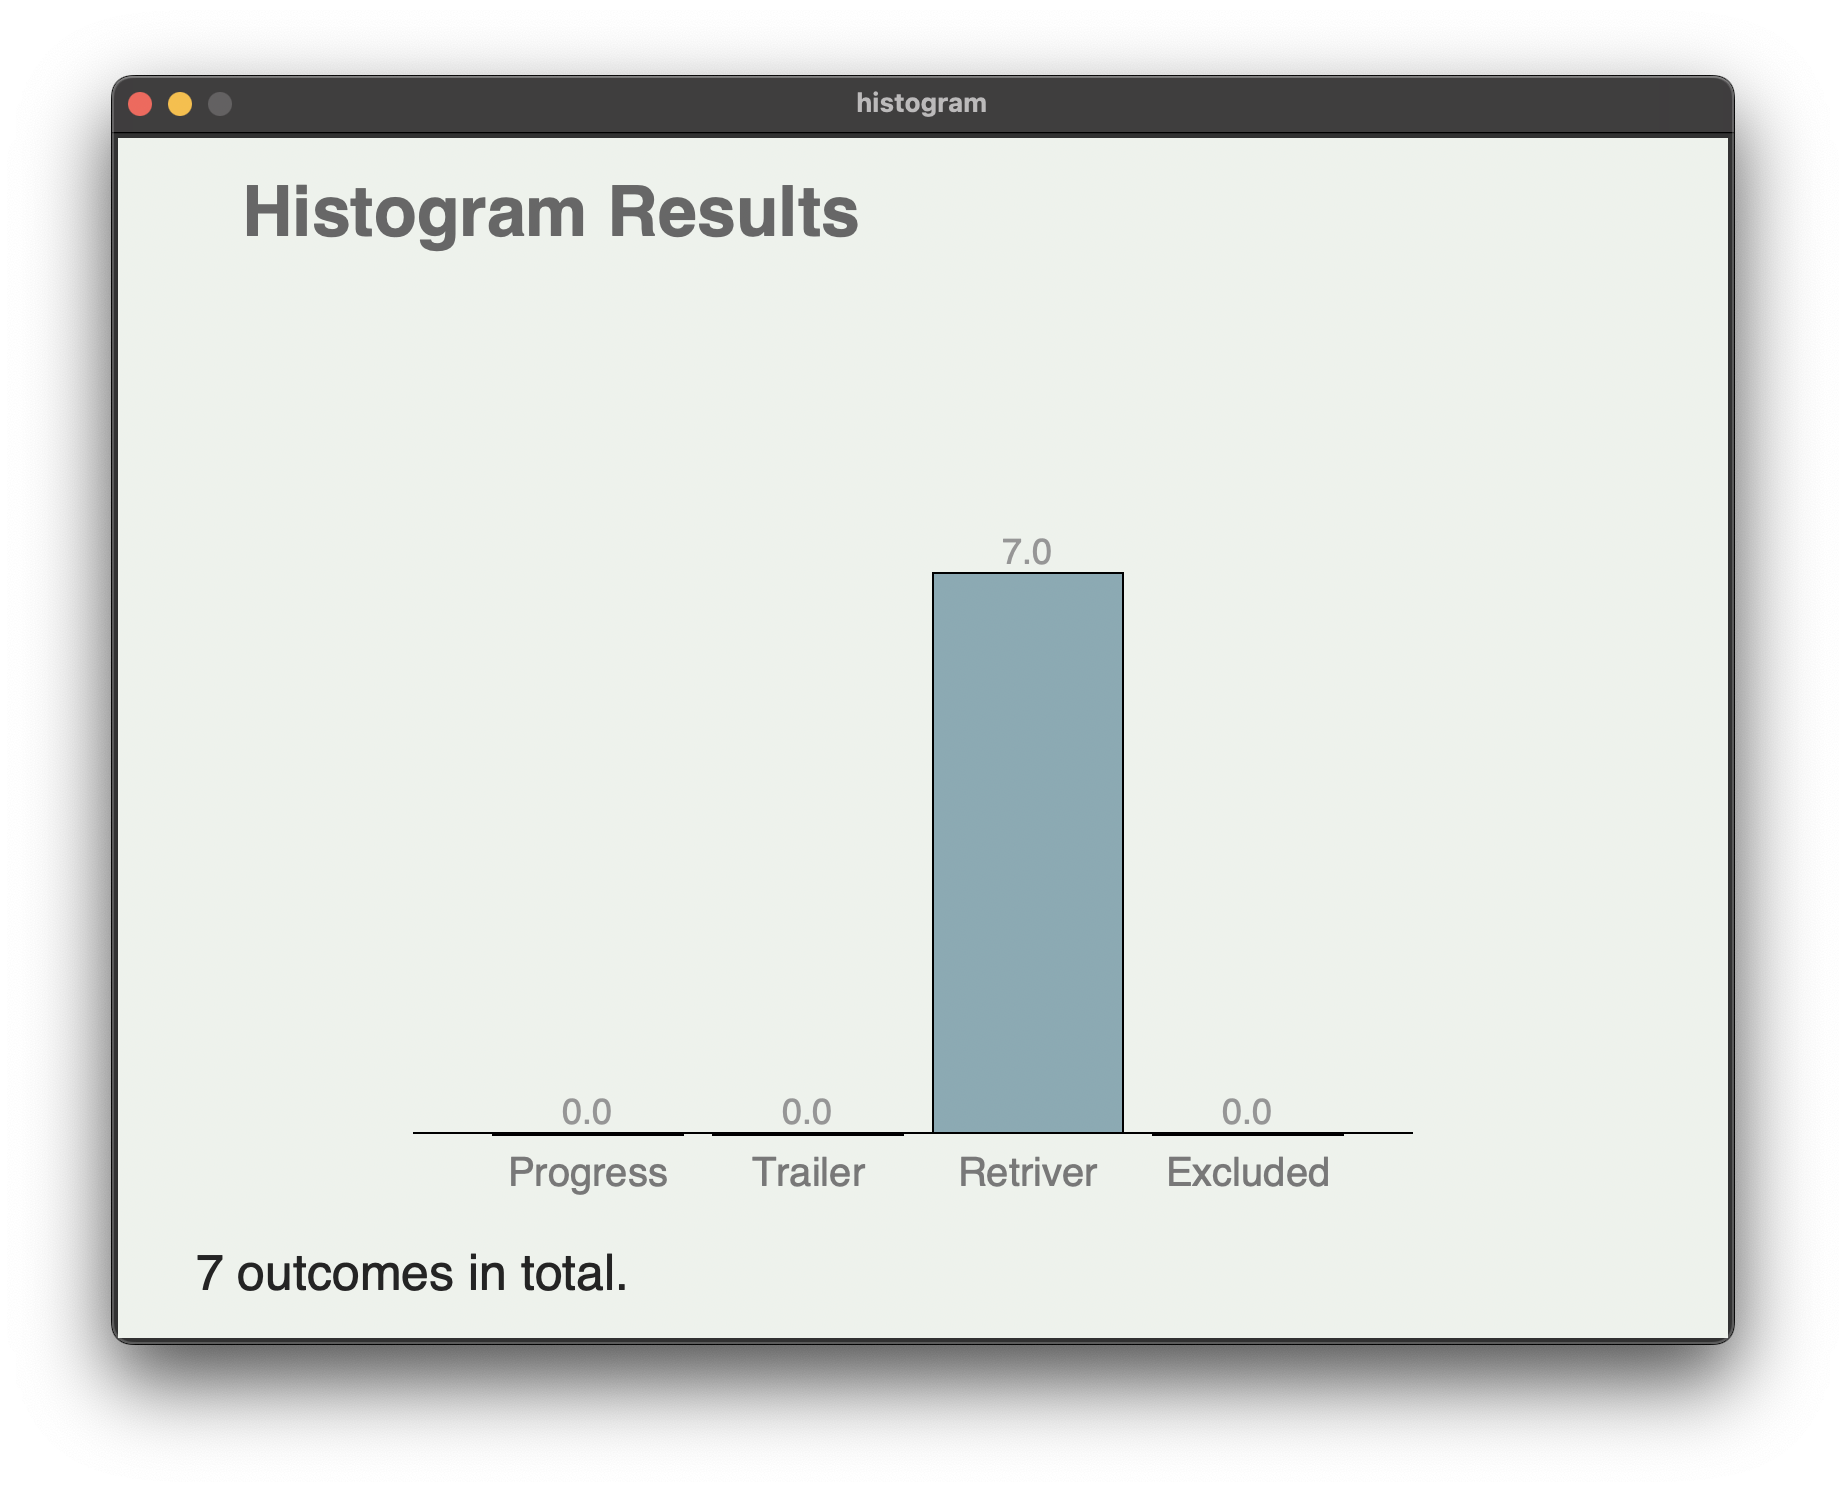 histogram
Histogram Results
7.0
0.0 0.0 0.0
Progress Trailer Retriver Excluded
7 outcomes in total.